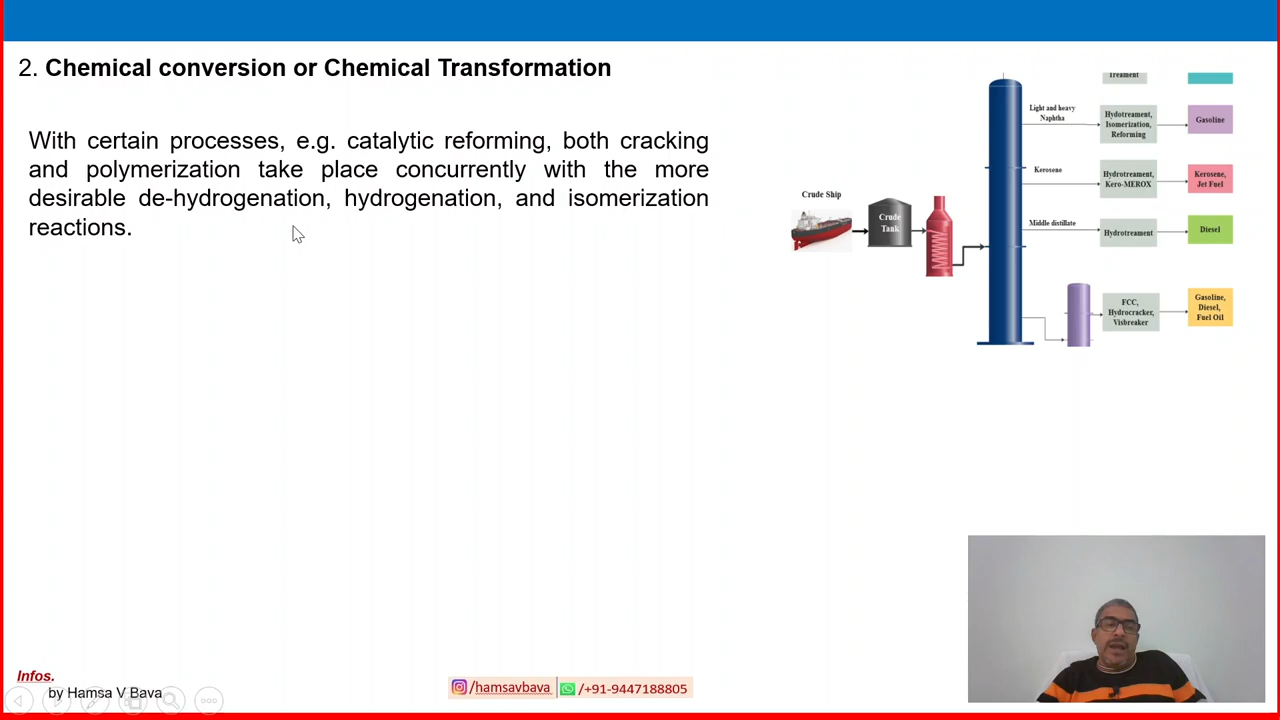 2. Chemical conversion or Chemical Transformation
With certain processes, e.g. catalytic reforming, both cracking
and polymerization take place concurrently with the more
desirable de-hydrogenation, hydrogenation, and isomerization
reactions.
Treament
Light and heavy
Naphtha
Hydotreament,
Isomerization,
Reforming
Gasoline
Kerosene
Hydrotreament,
Kero-MEROX
Kerosene,
Jet Fuel
Crude Ship
Crude
Tank
Middle distillate
Hydrotreament
Diesel
FCC,
Hydrocracker,
Visbreaker
Gasoline,
Diesel,
Fuel Oil
Infos.
by Hamsa V Bava
/hamsavbava
/+91-9447188805